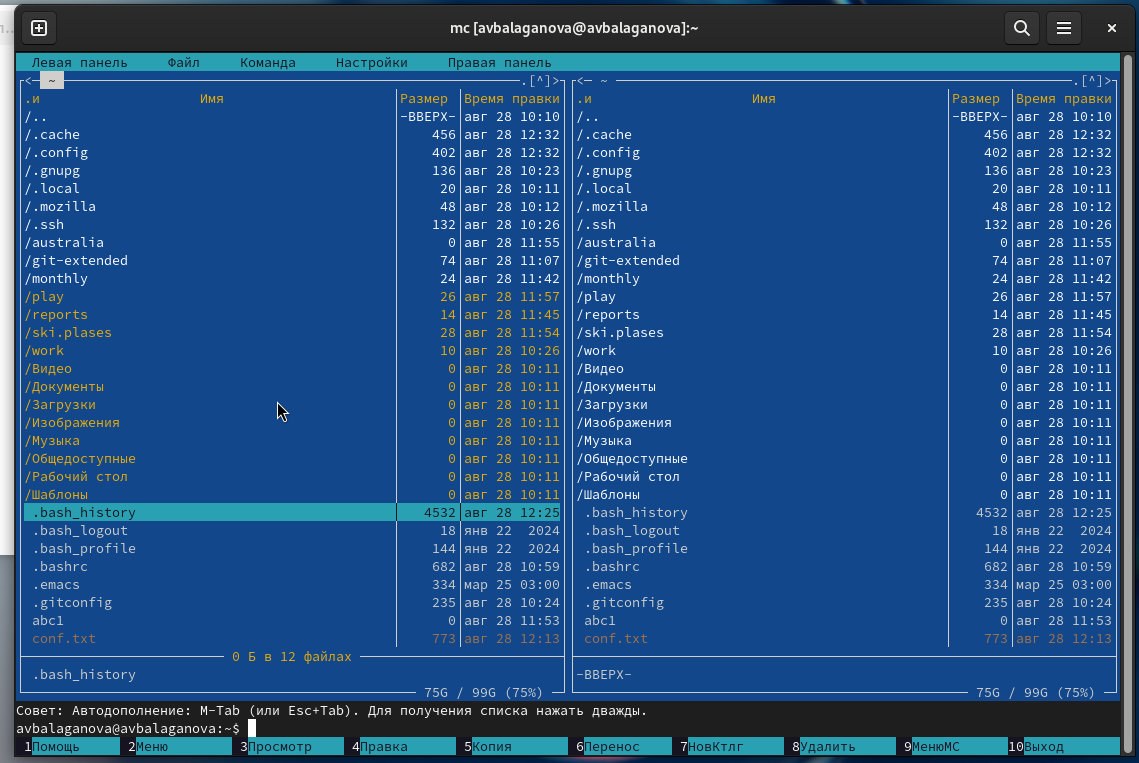 mc [avbalaganova@avbalaganova]:~
Левая панель Файл Команда Настройки Правая панель
<─ ~ .[^]> <─ ~ .[^]>
.и Имя Размер Время правки .и Имя Размер Время правки
/.. -ВВЕРХ- авг 28 10:10 /.. -ВВЕРХ- авг 28 10:10
/.cache 456 авг 28 12:32 /.cache 456 авг 28 12:32
/.config 402 авг 28 12:32 /.config 402 авг 28 12:32
/.gnupg 136 авг 28 10:23 /.gnupg 136 авг 28 10:23
/.local 20 авг 28 10:11 /.local 20 авг 28 10:11
/.mozilla 48 авг 28 10:12 /.mozilla 48 авг 28 10:12
/.ssh 132 авг 28 10:26 /.ssh 132 авг 28 10:26
/australia 0 авг 28 11:55 /australia 0 авг 28 11:55
/git-extended 74 авг 28 11:07 /git-extended 74 авг 28 11:07
/monthly 24 авг 28 11:42 /monthly 24 авг 28 11:42
/play 26 авг 28 11:57 /play 26 авг 28 11:57
/reports 14 авг 28 11:45 /reports 14 авг 28 11:45
/ski.plases 28 авг 28 11:54 /ski.plases 28 авг 28 11:54
/work 10 авг 28 10:26 /work 10 авг 28 10:26
/Видео 0 авг 28 10:11 /Видео 0 авг 28 10:11
/Документы 0 авг 28 10:11 /Документы 0 авг 28 10:11
/Загрузки 0 авг 28 10:11 /Загрузки 0 авг 28 10:11
/Изображения 0 авг 28 10:11 /Изображения 0 авг 28 10:11
/Музыка 0 авг 28 10:11 /Музыка 0 авг 28 10:11
/Общедоступные 0 авг 28 10:11 /Общедоступные 0 авг 28 10:11
/Рабочий стол 0 авг 28 10:11 /Рабочий стол 0 авг 28 10:11
/Шаблоны 0 авг 28 10:11 /Шаблоны 0 авг 28 10:11
.bash_history 4532 авг 28 12:25 .bash_history 4532 авг 28 12:25
.bash_logout 18 янв 22 2024 .bash_logout 18 янв 22 2024
.bash_profile 144 янв 22 2024 .bash_profile 144 янв 22 2024
.bashrc 682 авг 28 10:59 .bashrc 682 авг 28 10:59
.emacs 334 мар 25 03:00 .emacs 334 мар 25 03:00
.gitconfig 235 авг 28 10:24 .gitconfig 235 авг 28 10:24
abc1 0 авг 28 11:53 abc1 0 авг 28 11:53
conf.txt 773 авг 28 12:13 conf.txt 773 авг 28 12:13
0 Б в 12 файлах
.bash_history -ВВЕРХ-
75G / 99G (75%) 75G / 99G (75%)
Совет: Автодополнение: M-Tab (или Esc+Tab). Для получения списка нажать дважды.
avbalaganova@avbalaganova:~$
1Помощь 2Меню 3Просмотр 4Правка 5Копия 6Перенос 7НовКтлг 8Удалить 9МенюМС 10Выход